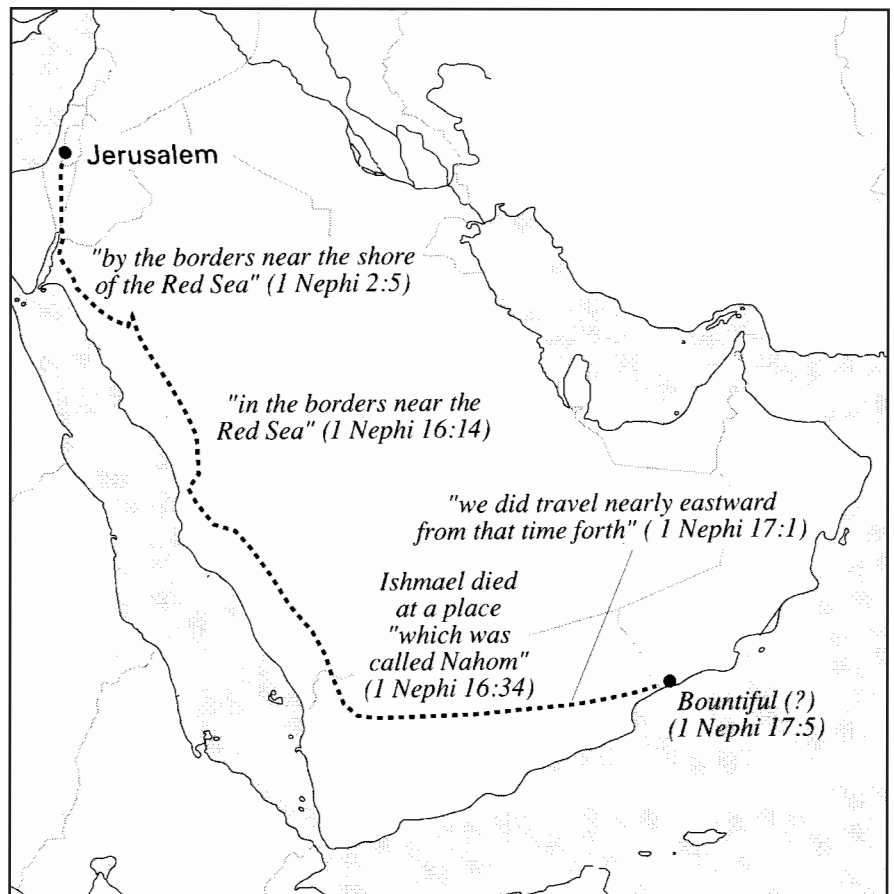 Jerusalem
"by the borders near the shore
of the Red Sea" (1 Nephi 2:5)
"in the borders near the
Red Sea" (1 Nephi 16:14)
"we did travel nearly eastward
from that time forth" ( 1 Nephi 17:1)
Ishmael died
at a place
"which was
called Nahom"
(1 Nephi 16:34)
Bountiful (?)
(1 Nephi 17:5)